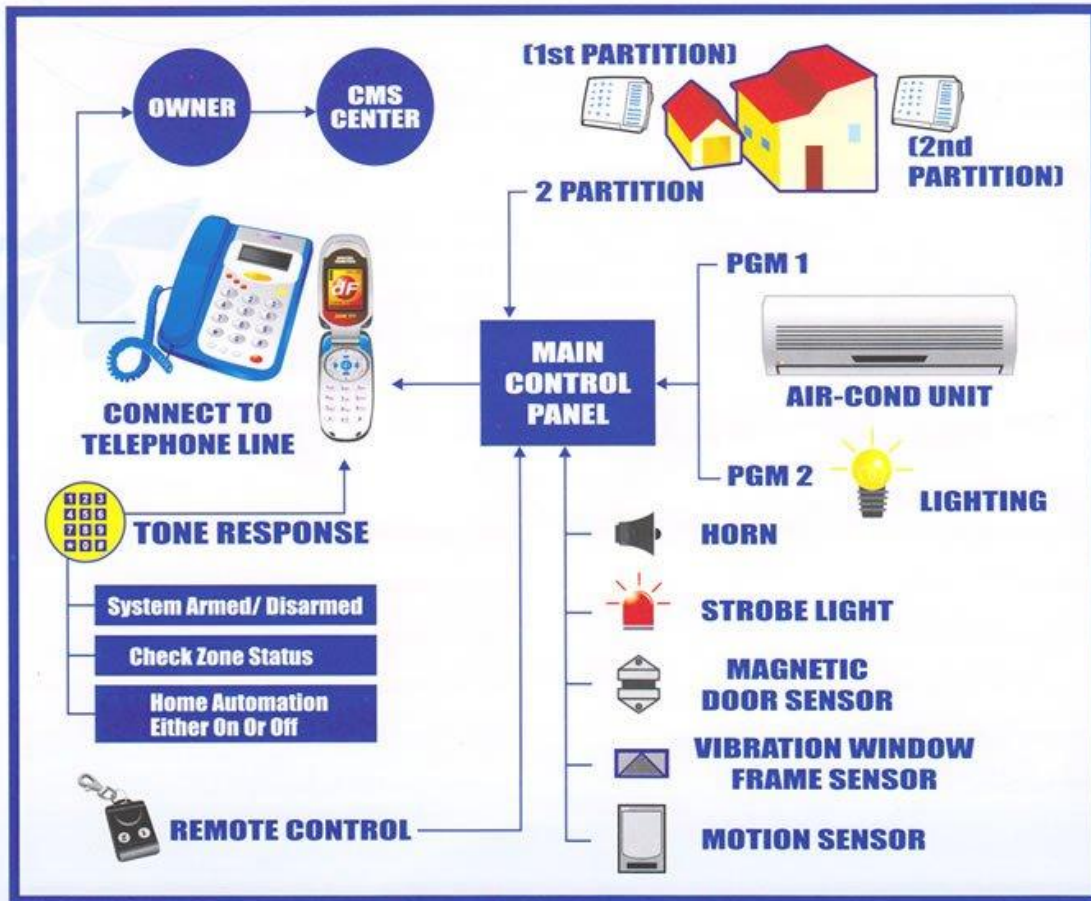 OWNER
CMS
CENTER
(1st PARTITION)
(2nd
PARTITION)
2 PARTITION
PGM 1
AIR-COND UNIT
MAIN
CONTROL
PANEL
PGM 2
LIGHTING
CONNECT TO
TELEPHONE LINE
TONE RESPONSE
System Armed/ Disarmed
Check Zone Status
Home Automation
Either On Or Off
REMOTE CONTROL
HORN
STROBE LIGHT
MAGNETIC
DOOR SENSOR
VIBRATION WINDOW
FRAME SENSOR
MOTION SENSOR